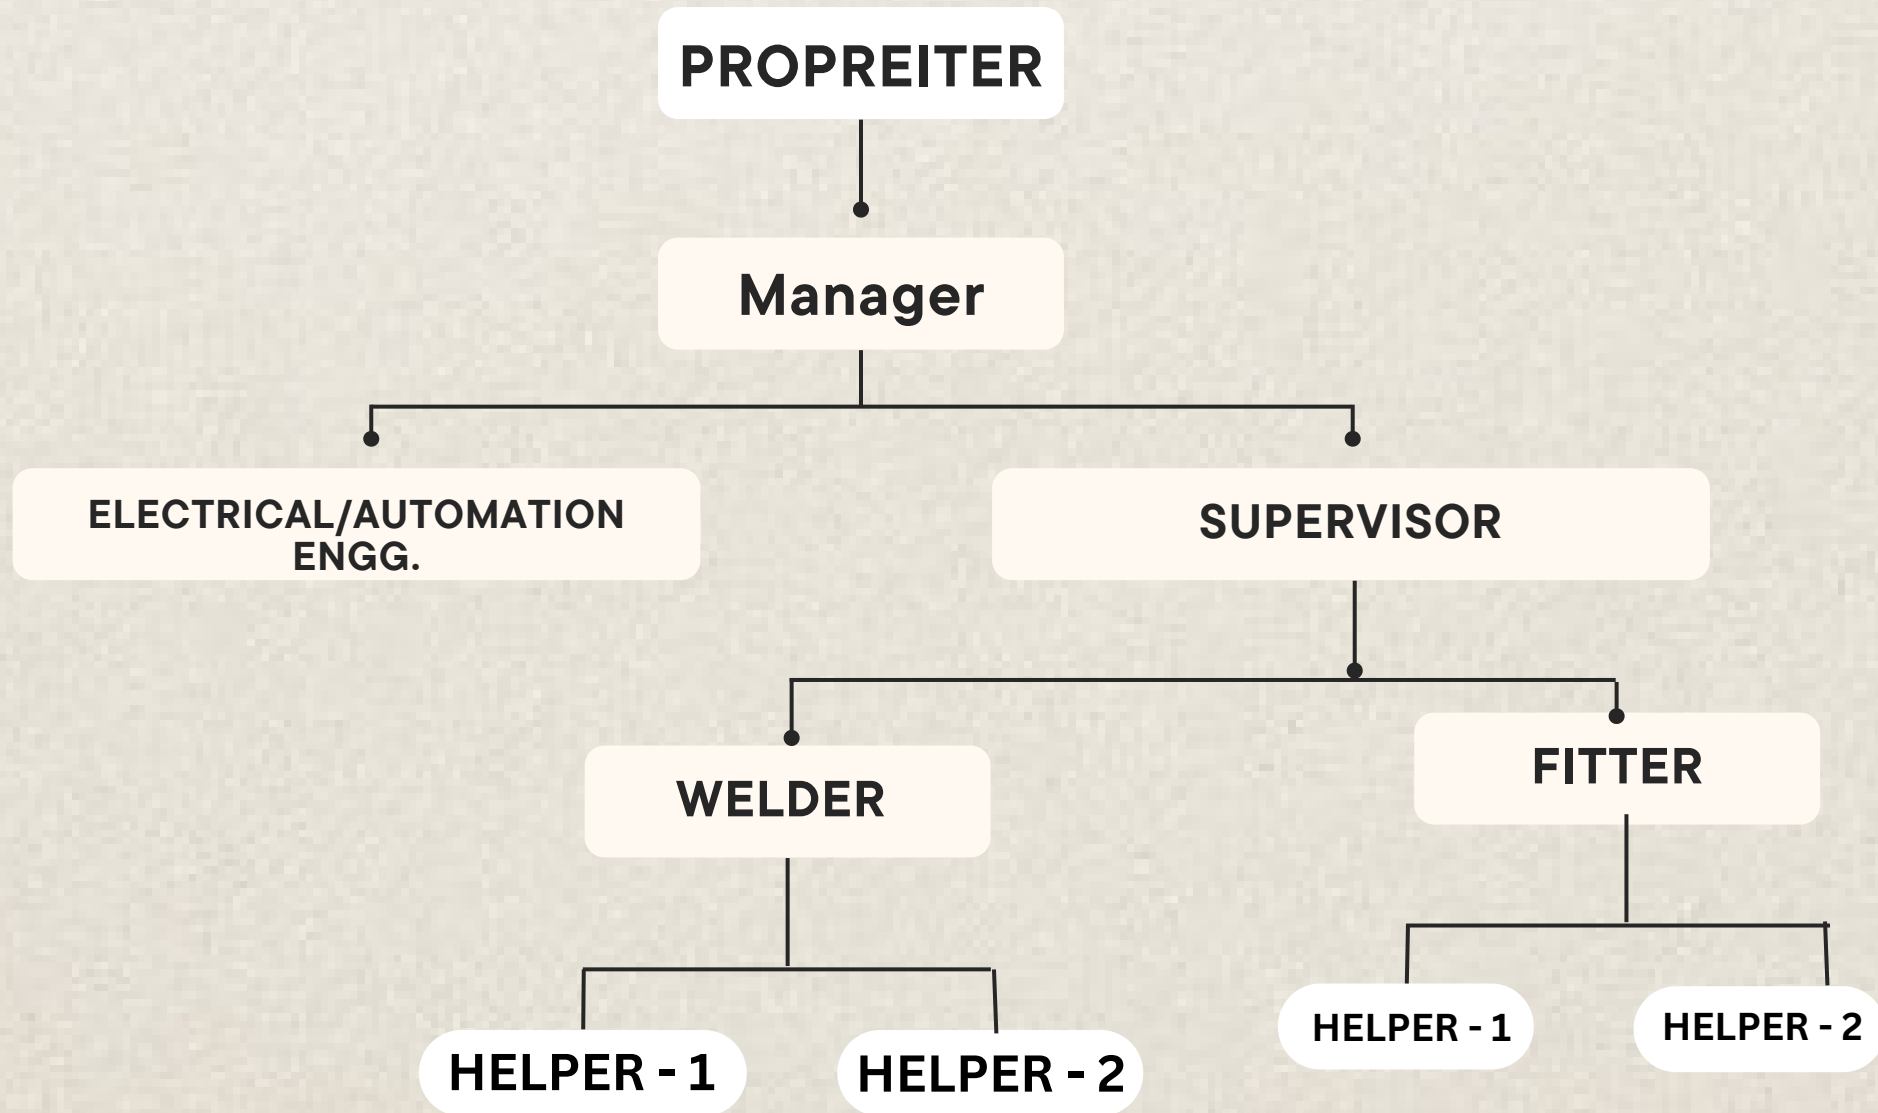 PROPREITER
Manager
ELECTRICAL/AUTOMATION
ENGG.
SUPERVISOR
WELDER
FITTER
HELPER - 1
HELPER - 2
HELPER - 1
HELPER - 2